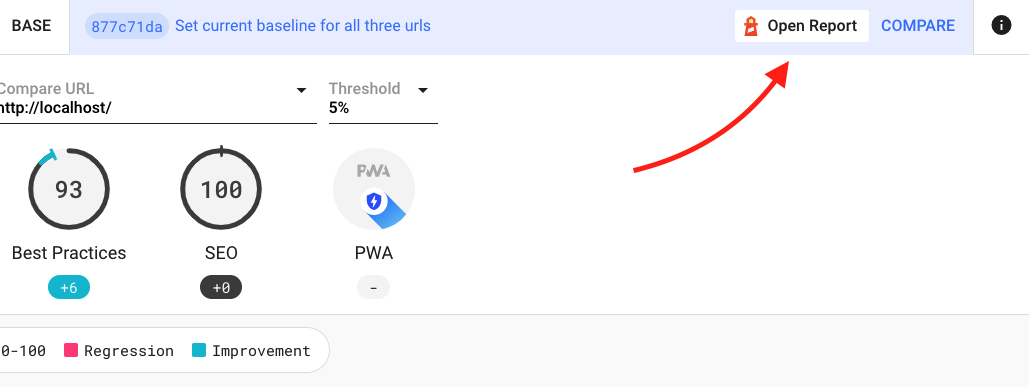 BASE 877c71da Set current baseline for all three urls Open Report COMPARE
Compare URL Threshold
http://localhost/ 5%
93 100 PWA
Best Practices SEO PWA
+6 +0 -
0-100 Regression Improvement